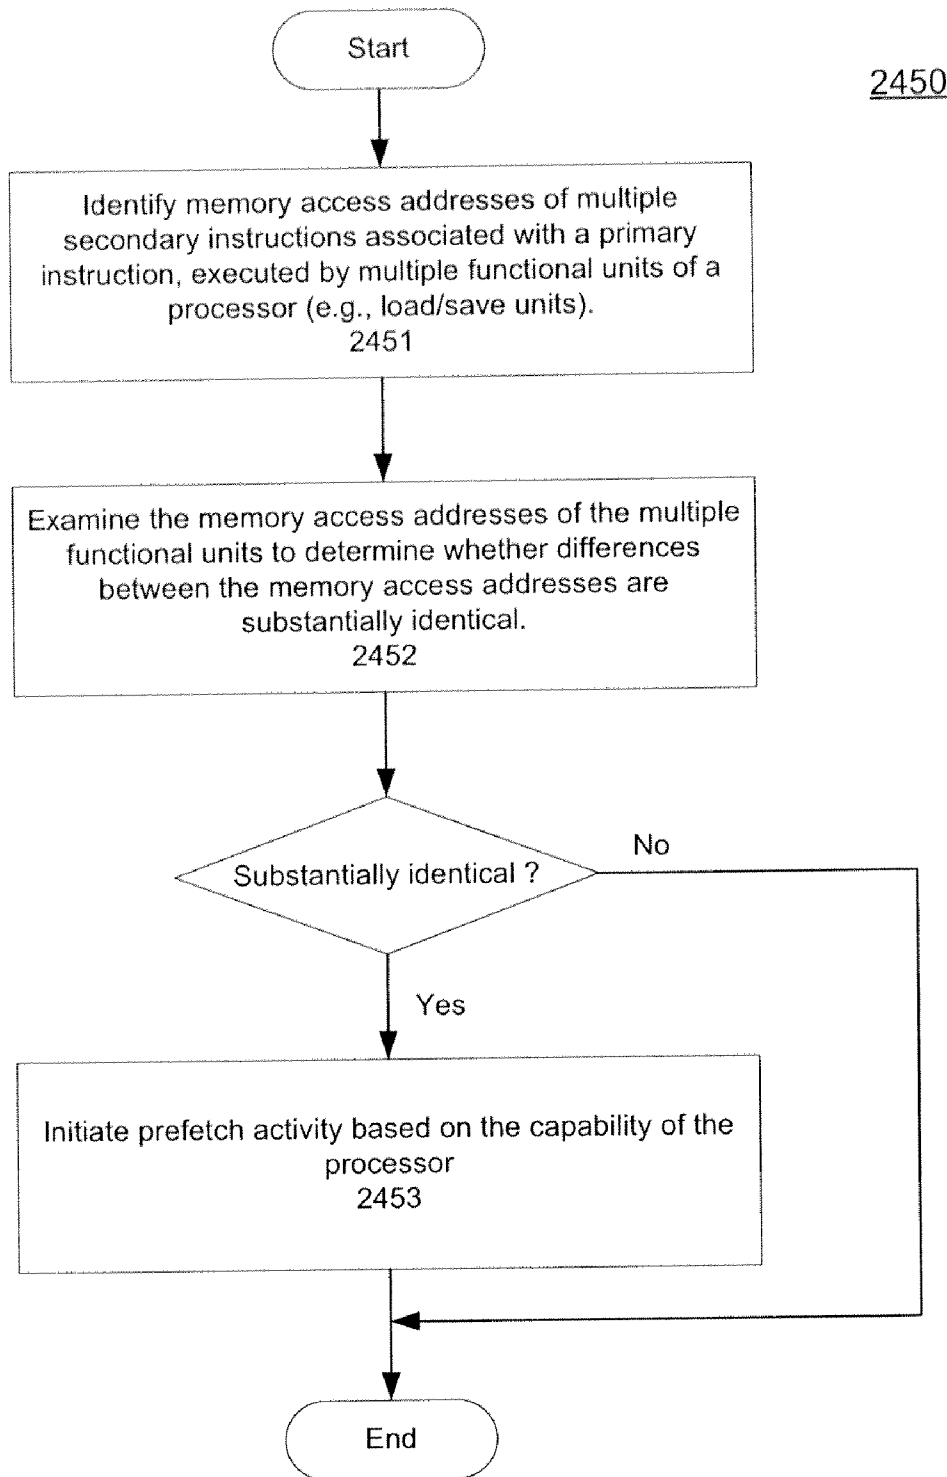 Start
2450
Identify memory access addresses of multiple
secondary instructions associated with a primary
instruction, executed by multiple functional units of a
processor (e.g., load/save units).
2451
Examine the memory access addresses of the multiple
functional units to determine whether differences
between the memory access addresses are
substantially identical.
2452
Substantially identical ?
No
Yes
Initiate prefetch activity based on the capability of the
processor
2453
End